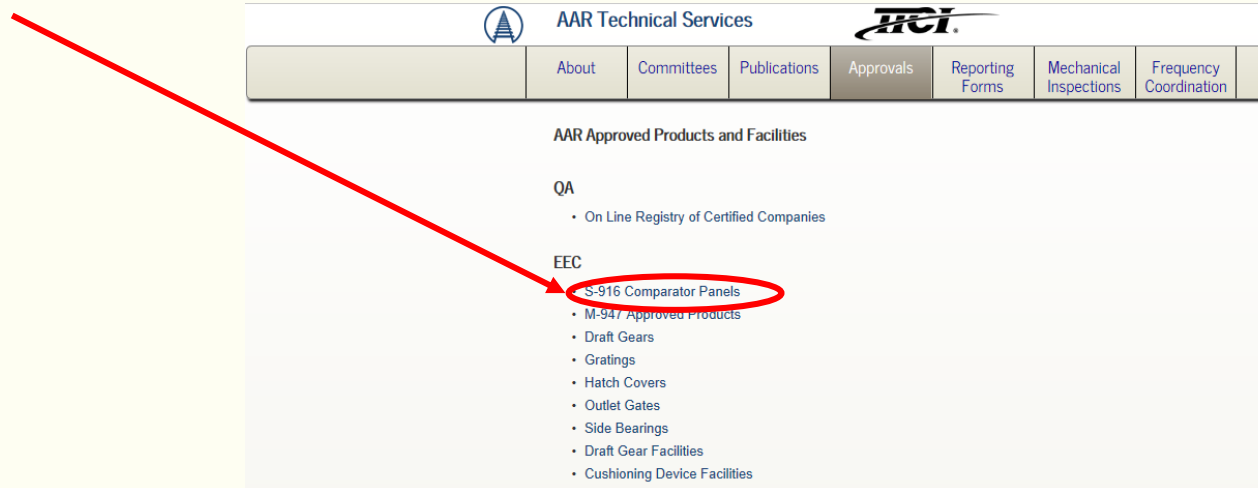 AAR Technical Services
TTCI.
About
Committees
Publications
Approvals
Reporting
Forms
Mechanical
Inspections
Frequency
Coordination
AAR Approved Products and Facilities
QA
• On Line Registry of Certified Companies
EEC
• S-916 Comparator Panels
• M-947 Approved Products
• Draft Gears
• Gratings
• Hatch Covers
• Outlet Gates
• Side Bearings
• Draft Gear Facilities
• Cushioning Device Facilities